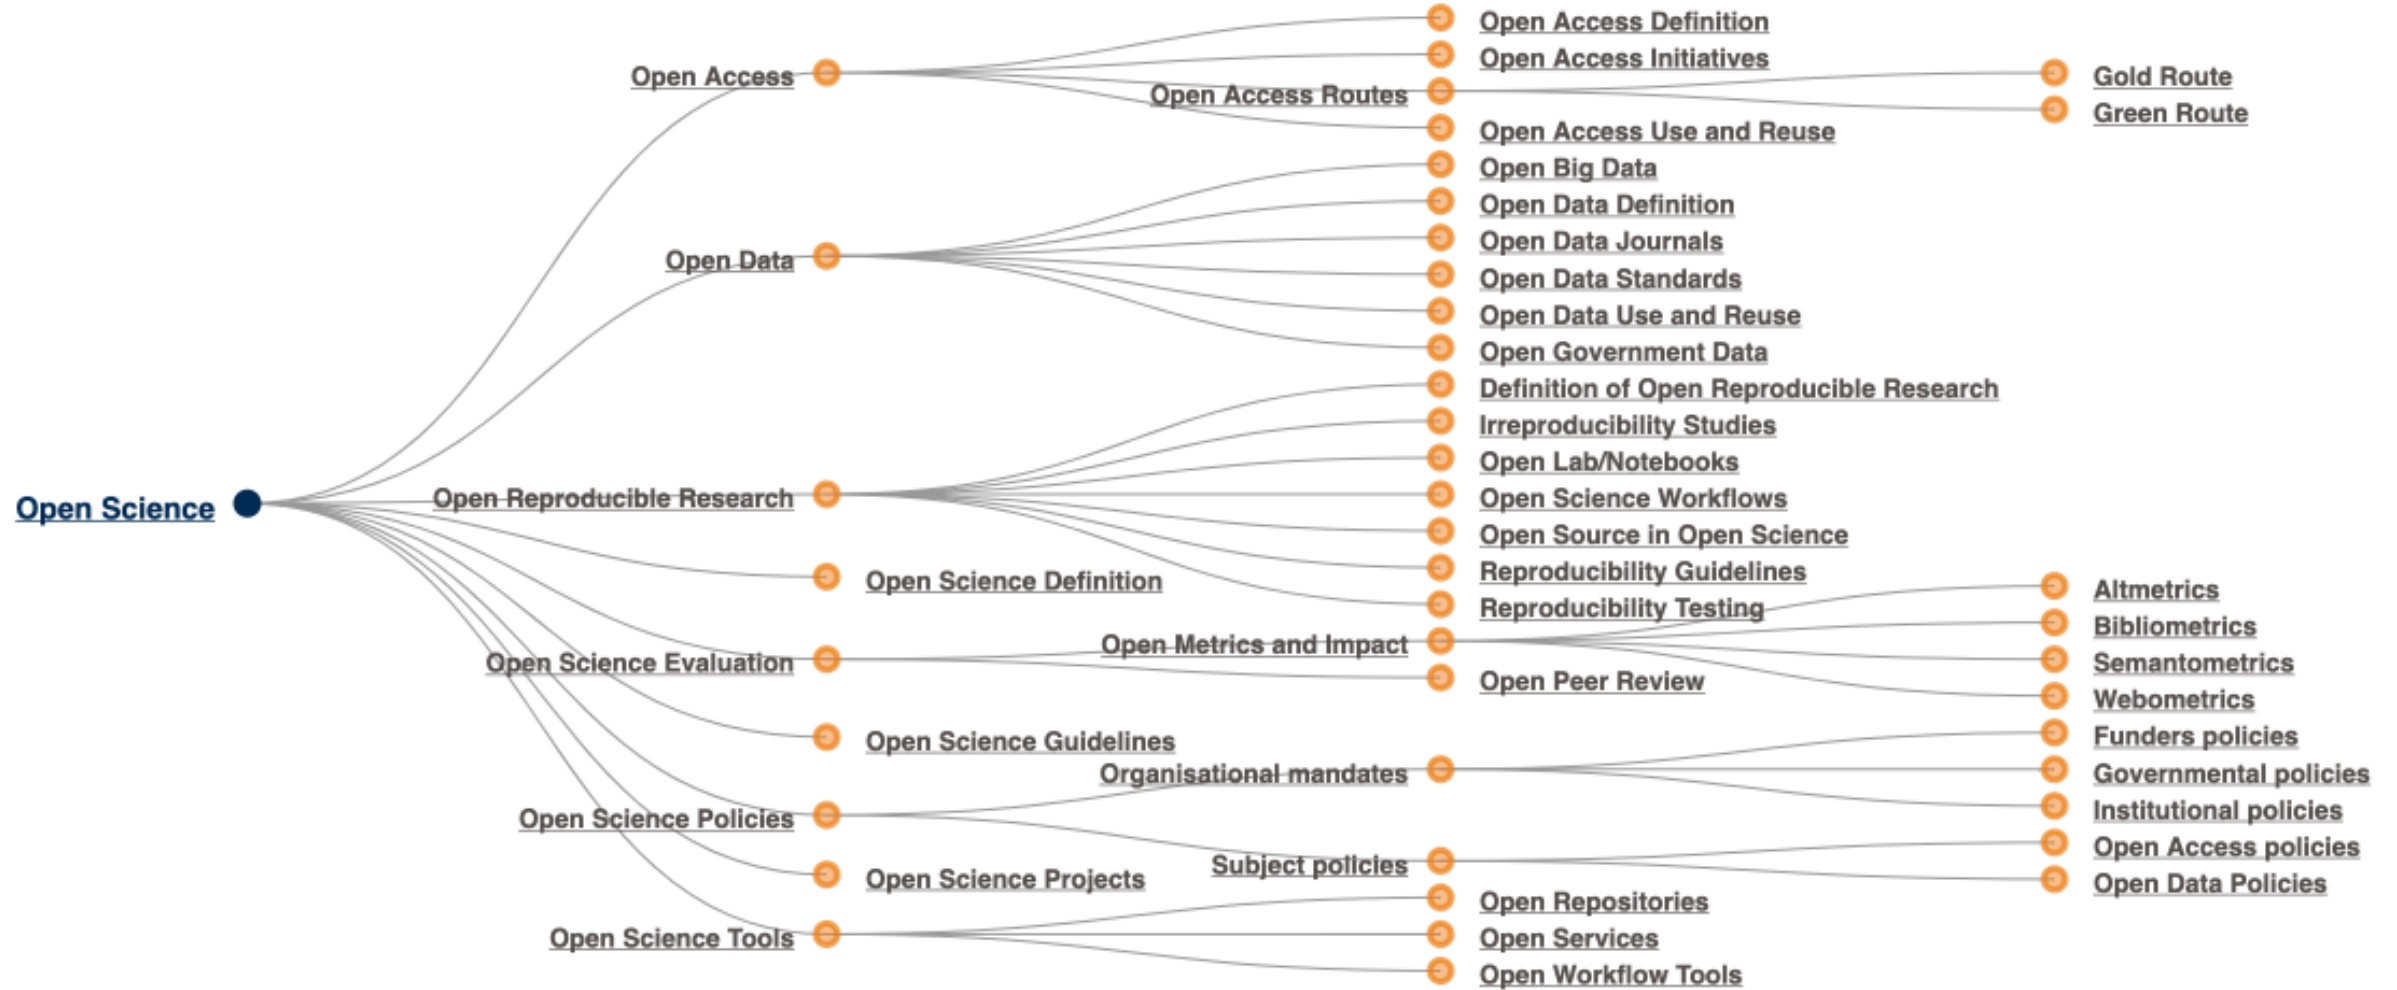 Open Science
Open Access
Open Access Definition
Open Access Initiatives
Open Access Routes
Gold Route
Green Route
Open Access Use and Reuse
Open Data
Open Big Data
Open Data Definition
Open Data Journals
Open Data Standards
Open Data Use and Reuse
Open Government Data
Open Reproducible Research
Definition of Open Reproducible Research
Irreproducibility Studies
Open Lab/Notebooks
Open Science Workflows
Open Source in Open Science
Reproducibility Guidelines
Reproducibility Testing
Open Science Definition
Open Science Evaluation
Open Metrics and Impact
Altmetrics
Bibliometrics
Semantometrics
Webometrics
Open Peer Review
Open Science Guidelines
Open Science Policies
Organisational mandates
Funders policies
Governmental policies
Institutional policies
Subject policies
Open Access policies
Open Data Policies
Open Science Projects
Open Science Tools
Open Repositories
Open Services
Open Workflow Tools